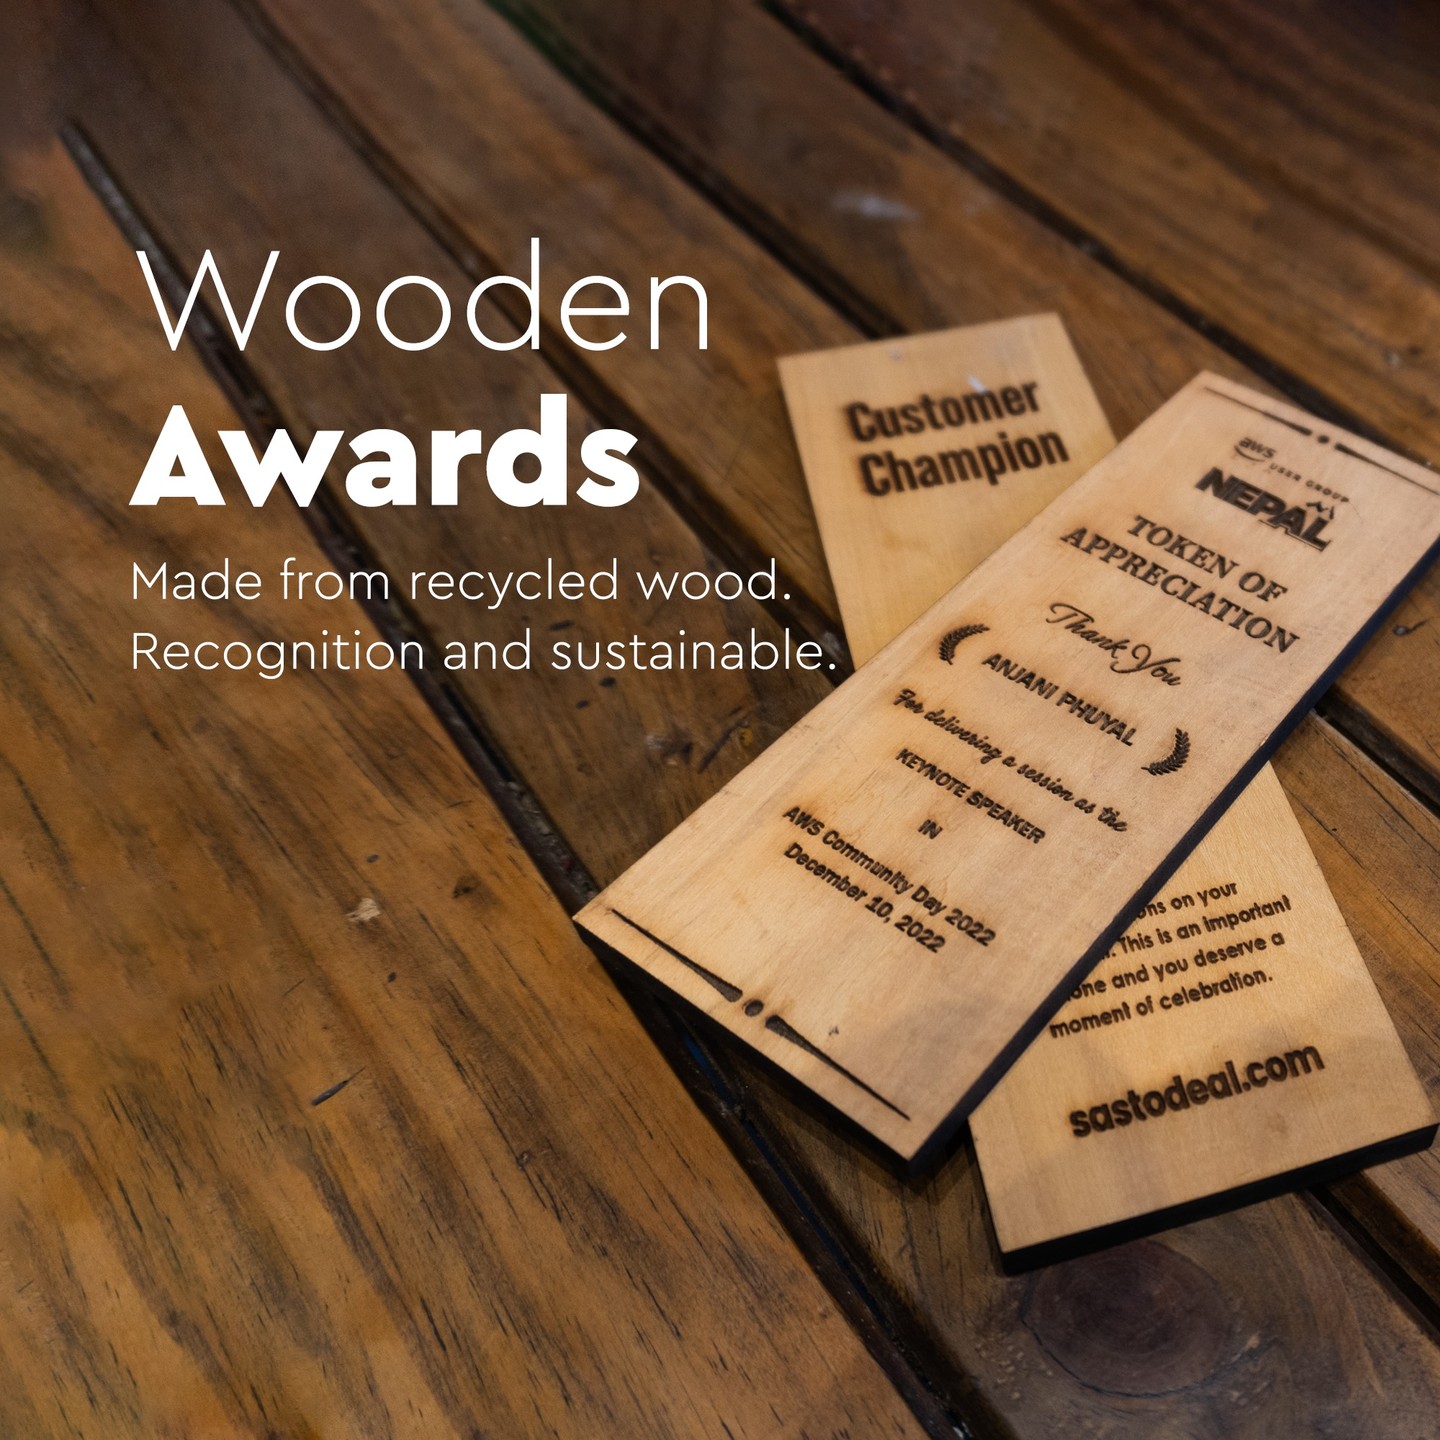 Wooden
Awards
Made from recycled wood.
Recognition and sustainable.
Customer
Champion
aws
USER GROUP
NEPAL
TOKEN OF
APPRECIATION
Thank You
ANJANI PHUYAL
For delivering a session as the
KEYNOTE SPEAKER
IN
AWS Community Day 2022
December 10, 2022
on your
This is an important
and you deserve a
moment of celebration.
sastodeal.com